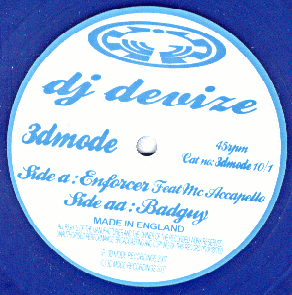 dj devize
3dmode
45rpm
Cat no: 3dmode 10/1
Side a : Enforcer Feat Mc Accapello
Side aa : Badguy
MADE IN ENGLAND